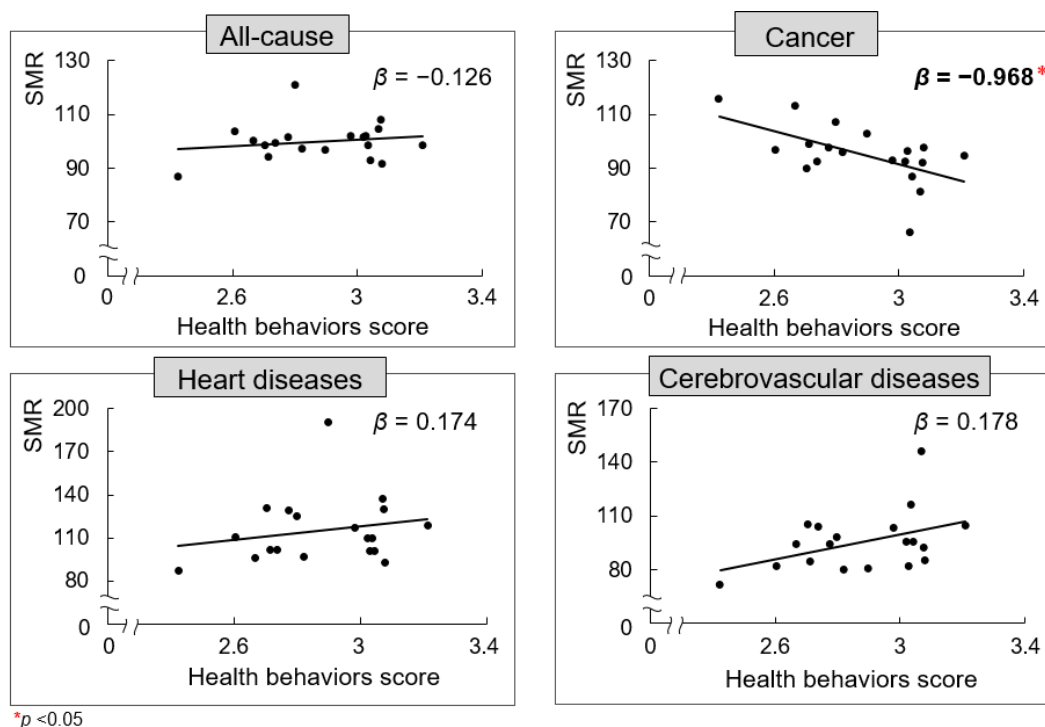 All-cause
SMR
130
110
90
70
0
β = −0.126
0
2.6
3
3.4
Health behaviors score
Cancer
SMR
130
110
90
70
0
β = −0.968*
0
2.6
3
3.4
Health behaviors score
Heart diseases
SMR
200
170
140
110
80
0
β = 0.174
0
2.6
3
3.4
Health behaviors score
Cerebrovascular diseases
SMR
170
140
110
80
0
β = 0.178
0
2.6
3
3.4
Health behaviors score
*p <0.05